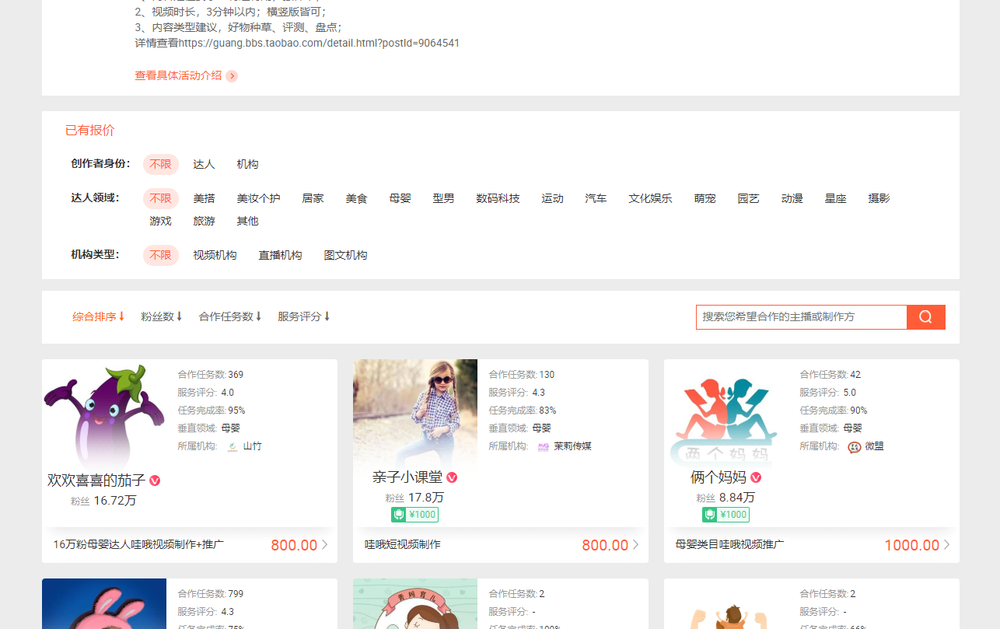 2、视频时长，3分钟以内；横竖版皆可；
3、内容类型建议，好物种草、评测、盘点；
详情查看https://guang.bbs.taobao.com/detail.html?postId=9064541
查看具体活动介绍
已有报价
创作者身份： 不限 达人 机构
达人领域： 不限 美搭 美妆个护 居家 美食 母婴 型男 数码科技 运动 汽车 文化娱乐 萌宠 园艺 动漫 星座 摄影
游戏 旅游 其他
机构类型： 不限 视频机构 直播机构 图文机构
综合排序 粉丝数 合作任务数 服务评分 搜索您希望合作的主播或制作方
合作任务数: 369
服务评分: 4.0
任务完成率: 95%
垂直领域: 母婴
所属机构: 山竹
欢欢喜喜的茄子
粉丝 16.72万
16万粉母婴达人哇哦视频制作+推广 800.00
合作任务数: 130
服务评分: 4.3
任务完成率: 83%
垂直领域: 母婴
所属机构: 茉莉传媒
亲子小课堂
粉丝 17.8万
¥1000
哇哦短视频制作 800.00
合作任务数: 42
服务评分: 5.0
任务完成率: 90%
垂直领域: 母婴
所属机构: 微盟
两个妈妈
俩个妈妈
粉丝 8.84万
¥1000
母婴类目哇哦视频推广 1000.00
合作任务数: 799
服务评分: 4.3
任务完成率: 75%
合作任务数: 2
服务评分: -
任务完成率: 100%
合作任务数: 2
服务评分: -
任务完成率: 66%